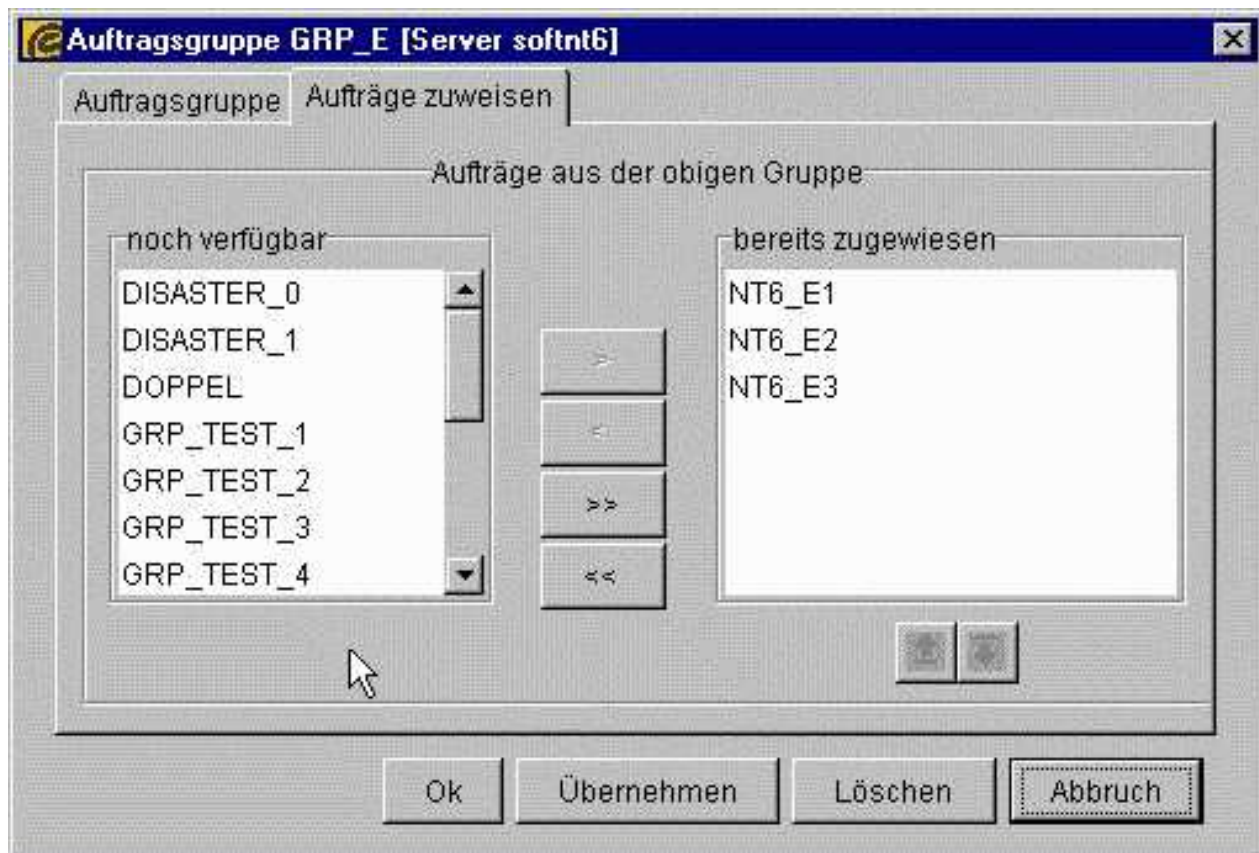 Auftragsgruppe GRP_E [Server softnt6]
Auftragsgruppe Aufträge zuweisen
Aufträge aus der obigen Gruppe
noch verfügbar
DISASTER_0
DISASTER_1
DOPPEL
GRP_TEST_1
GRP_TEST_2
GRP_TEST_3
GRP_TEST_4
>
<
>>
<<
bereits zugewiesen
NT6_E1
NT6_E2
NT6_E3
Ok Übernehmen Löschen Abbruch